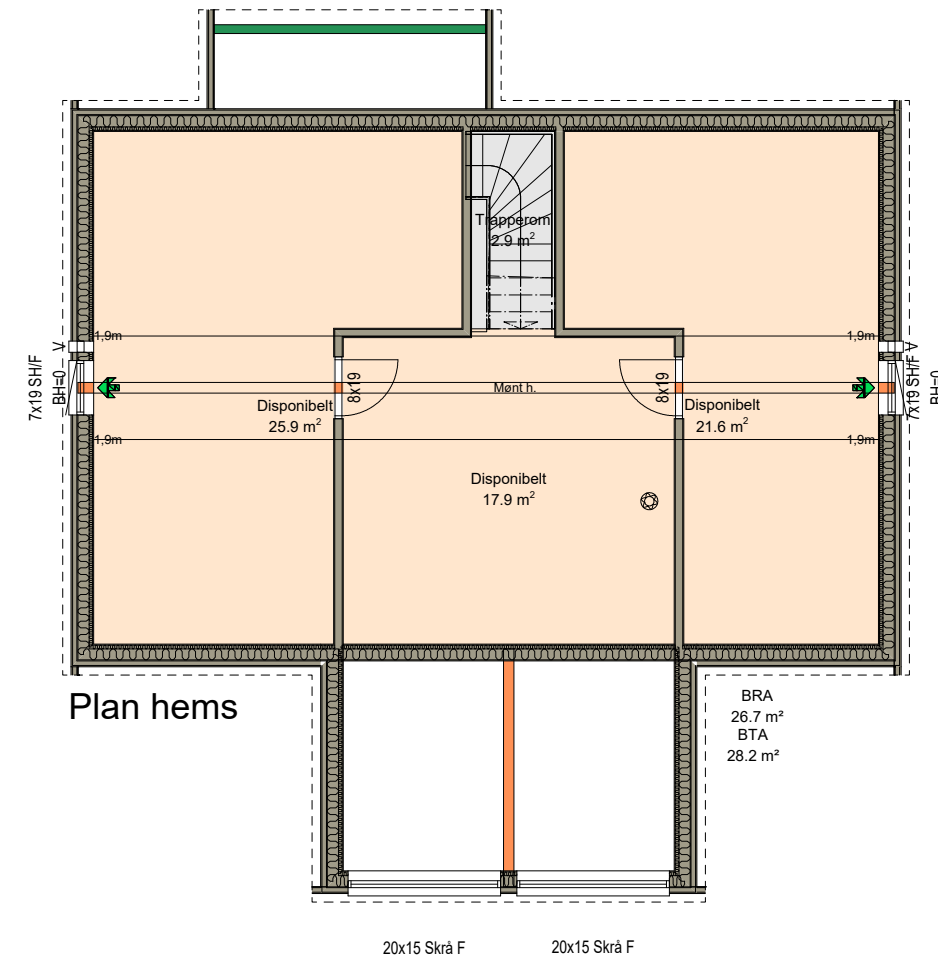 Trapperom
2.9 m²
1,9m
1,9m
7x19 SH/F
BH=0
V
8x19
Mønt h.
8x19
V
7x19 SH/F
BH=0
Disponibelt
25.9 m²
Disponibelt
21.6 m²
1,9m
1,9m
Disponibelt
17.9 m²
Plan hems
BRA
26.7 m²
BTA
28.2 m²
20x15 Skrå F
20x15 Skrå F